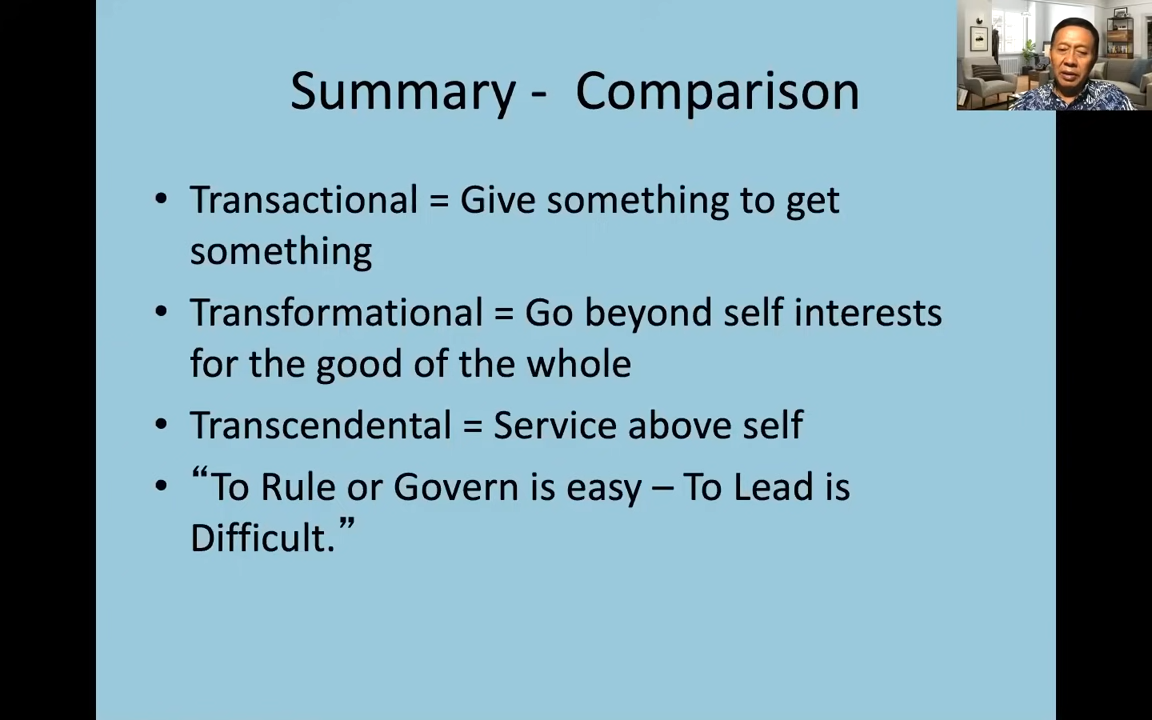 Summary - Comparison
• Transactional = Give something to get
something
• Transformational = Go beyond self interests
for the good of the whole
• Transcendental = Service above self
• “To Rule or Govern is easy – To Lead is
Difficult.”